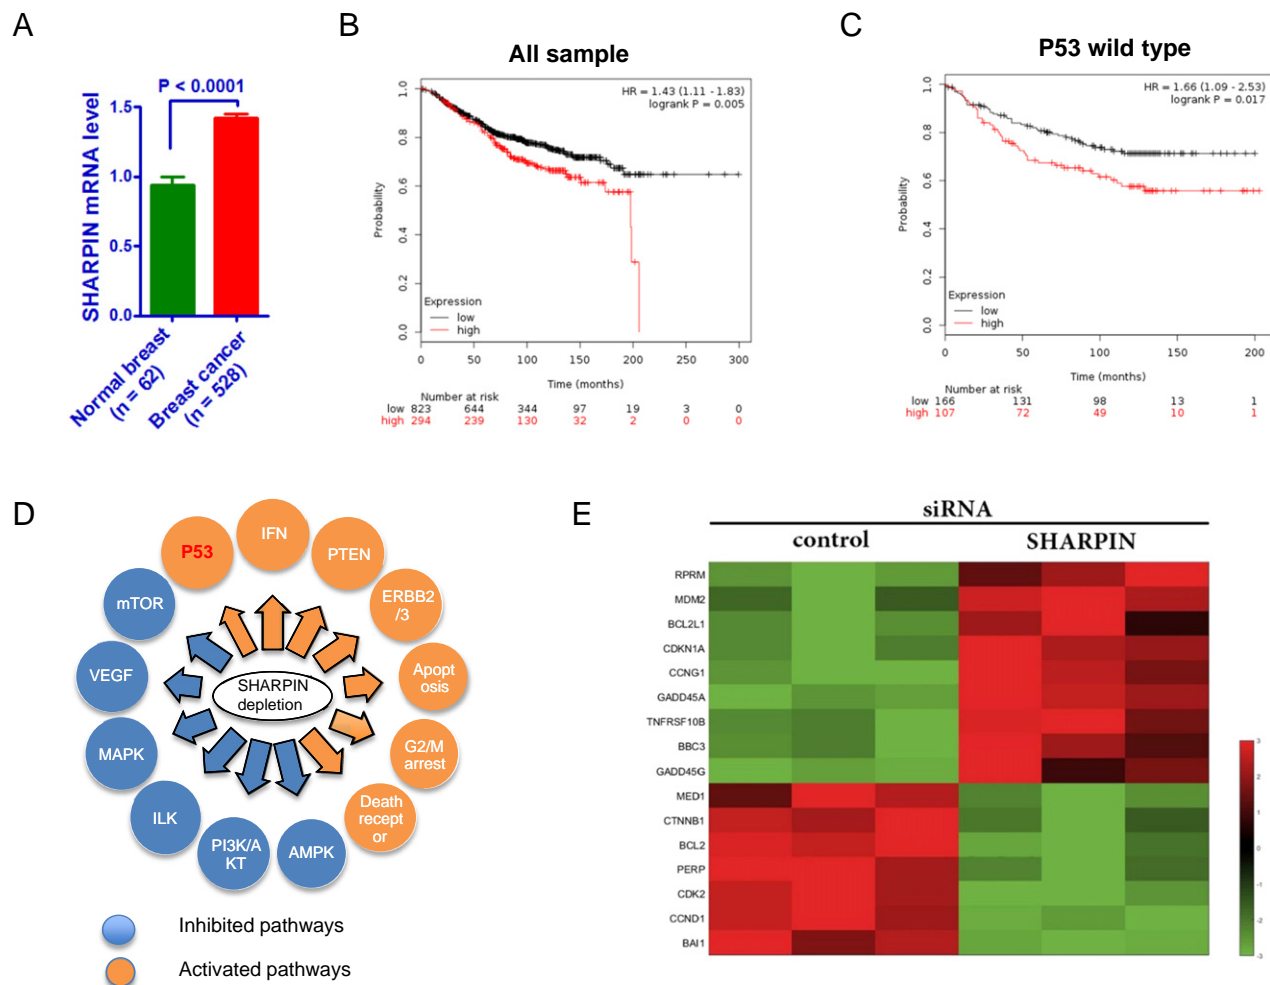 A
P < 0.0001
SHARPIN mRNA level
1.5
1.0
0.5
0.0
Normal breast
(n = 62)
Breast cancer
(n = 528)
B
All sample
HR = 1.43 (1.11 - 1.83)
logrank P = 0.005
Probability
1.0
0.8
0.6
0.4
0.2
0.0
Expression
low
high
0 50 100 150 200 250 300
Time (months)
Number at risk
low 823 644 344 97 19 3 0
high 294 239 130 32 2 0 0
C
P53 wild type
HR = 1.66 (1.09 - 2.53)
logrank P = 0.017
Probability
1.0
0.8
0.6
0.4
0.2
0.0
Expression
low
high
0 50 100 150 200
Time (months)
Number at risk
low 166 131 98 13 1
high 107 72 49 10 1
D
IFN
P53
PTEN
mTOR
ERBB2
/3
VEGF
SHARPIN
depletion
Apopt
osis
MAPK
G2/M
arrest
ILK
Death
recept
or
PI3K/A
KT
AMPK
Inhibited pathways
Activated pathways
E
siRNA
control SHARPIN
RPRM
MDM2
BCL2L1
CDKN1A
CCNG1
GADD45A
TNFRSF10B
BBC3
GADD45G
MED1
CTNNB1
BCL2
PERP
CDK2
CCND1
BAI1
3
2
1
0
-1
-2
-3